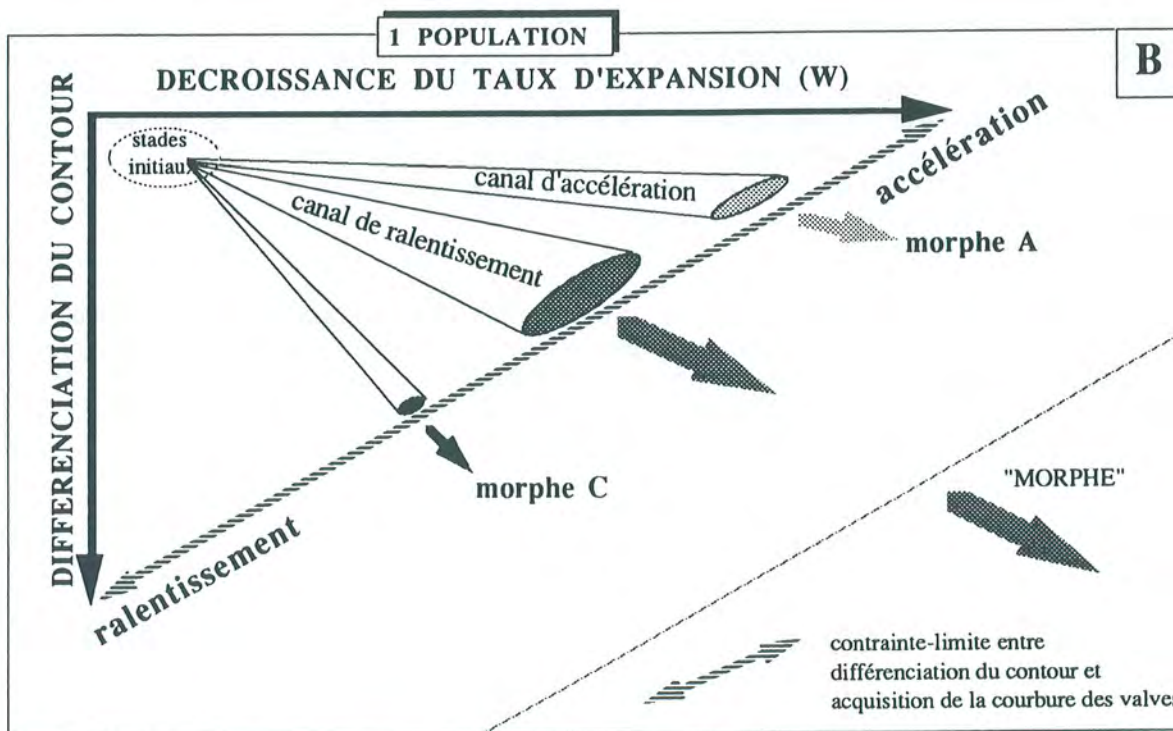 1 POPULATION
B
DECROISSANCE DU TAUX D'EXPANSION (W)
DIFFERENCIATION DU CONTOUR
stades
initiaux
canal d'accélération
canal de ralentissement
accélération
morphe A
morphe C
ralentissement
"MORPHE"
contrainte-limite entre
différenciation du contour et
acquisition de la courbure des valves